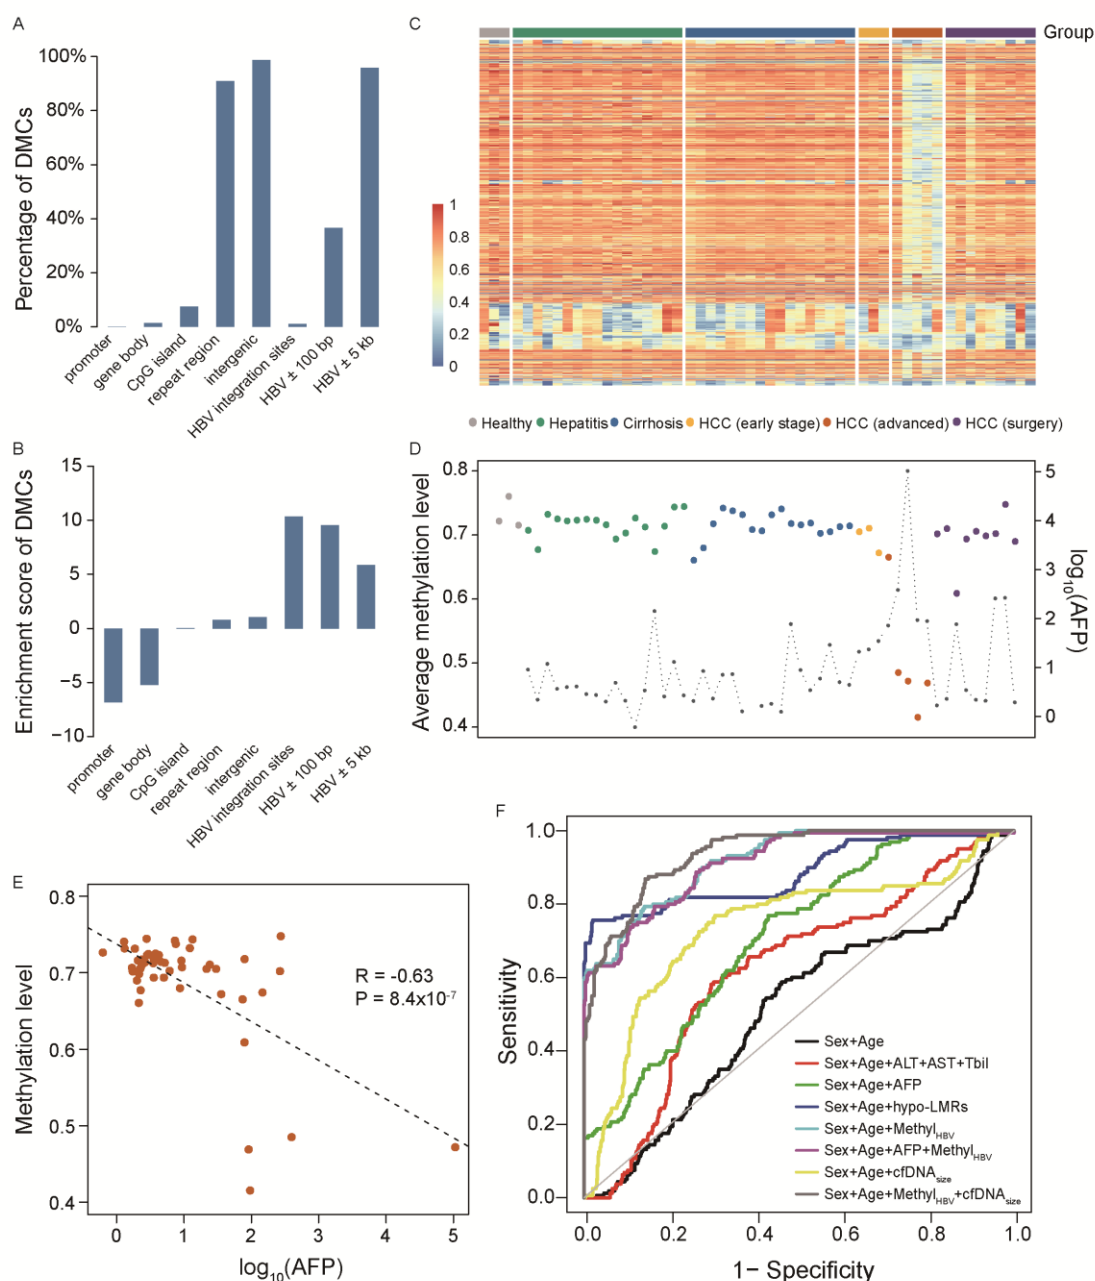 A
Percentage of DMCs
100%
80%
60%
40%
20%
0%
promoter
gene body
CpG island
repeat region
intergenic
HBV integration sites
HBV ± 100 bp
HBV ± 5 kb
C
Group
1
0.8
0.6
0.4
0.2
0
Healthy Hepatitis Cirrhosis HCC (early stage) HCC (advanced) HCC (surgery)
B
Enrichment score of DMCs
15
10
5
0
−5
−10
promoter
gene body
CpG island
repeat region
intergenic
HBV integration sites
HBV ± 100 bp
HBV ± 5 kb
D
Average methylation level
0.8
0.7
0.6
0.5
0.4
5
4
3
2
1
0
log10(AFP)
E
Methylation level
0.8
0.7
0.6
0.5
0.4
R = -0.63
P = 8.4x10-7
0 1 2 3 4 5
log10(AFP)
F
Sensitivity
1.0
0.8
0.6
0.4
0.2
0.0
Sex+Age
Sex+Age+ALT+AST+Tbil
Sex+Age+AFP
Sex+Age+hypo-LMRs
Sex+Age+MethylHBV
Sex+Age+AFP+MethylHBV
Sex+Age+cfDNAsize
Sex+Age+MethylHBV+cfDNAsize
0.0 0.2 0.4 0.6 0.8 1.0
1− Specificity